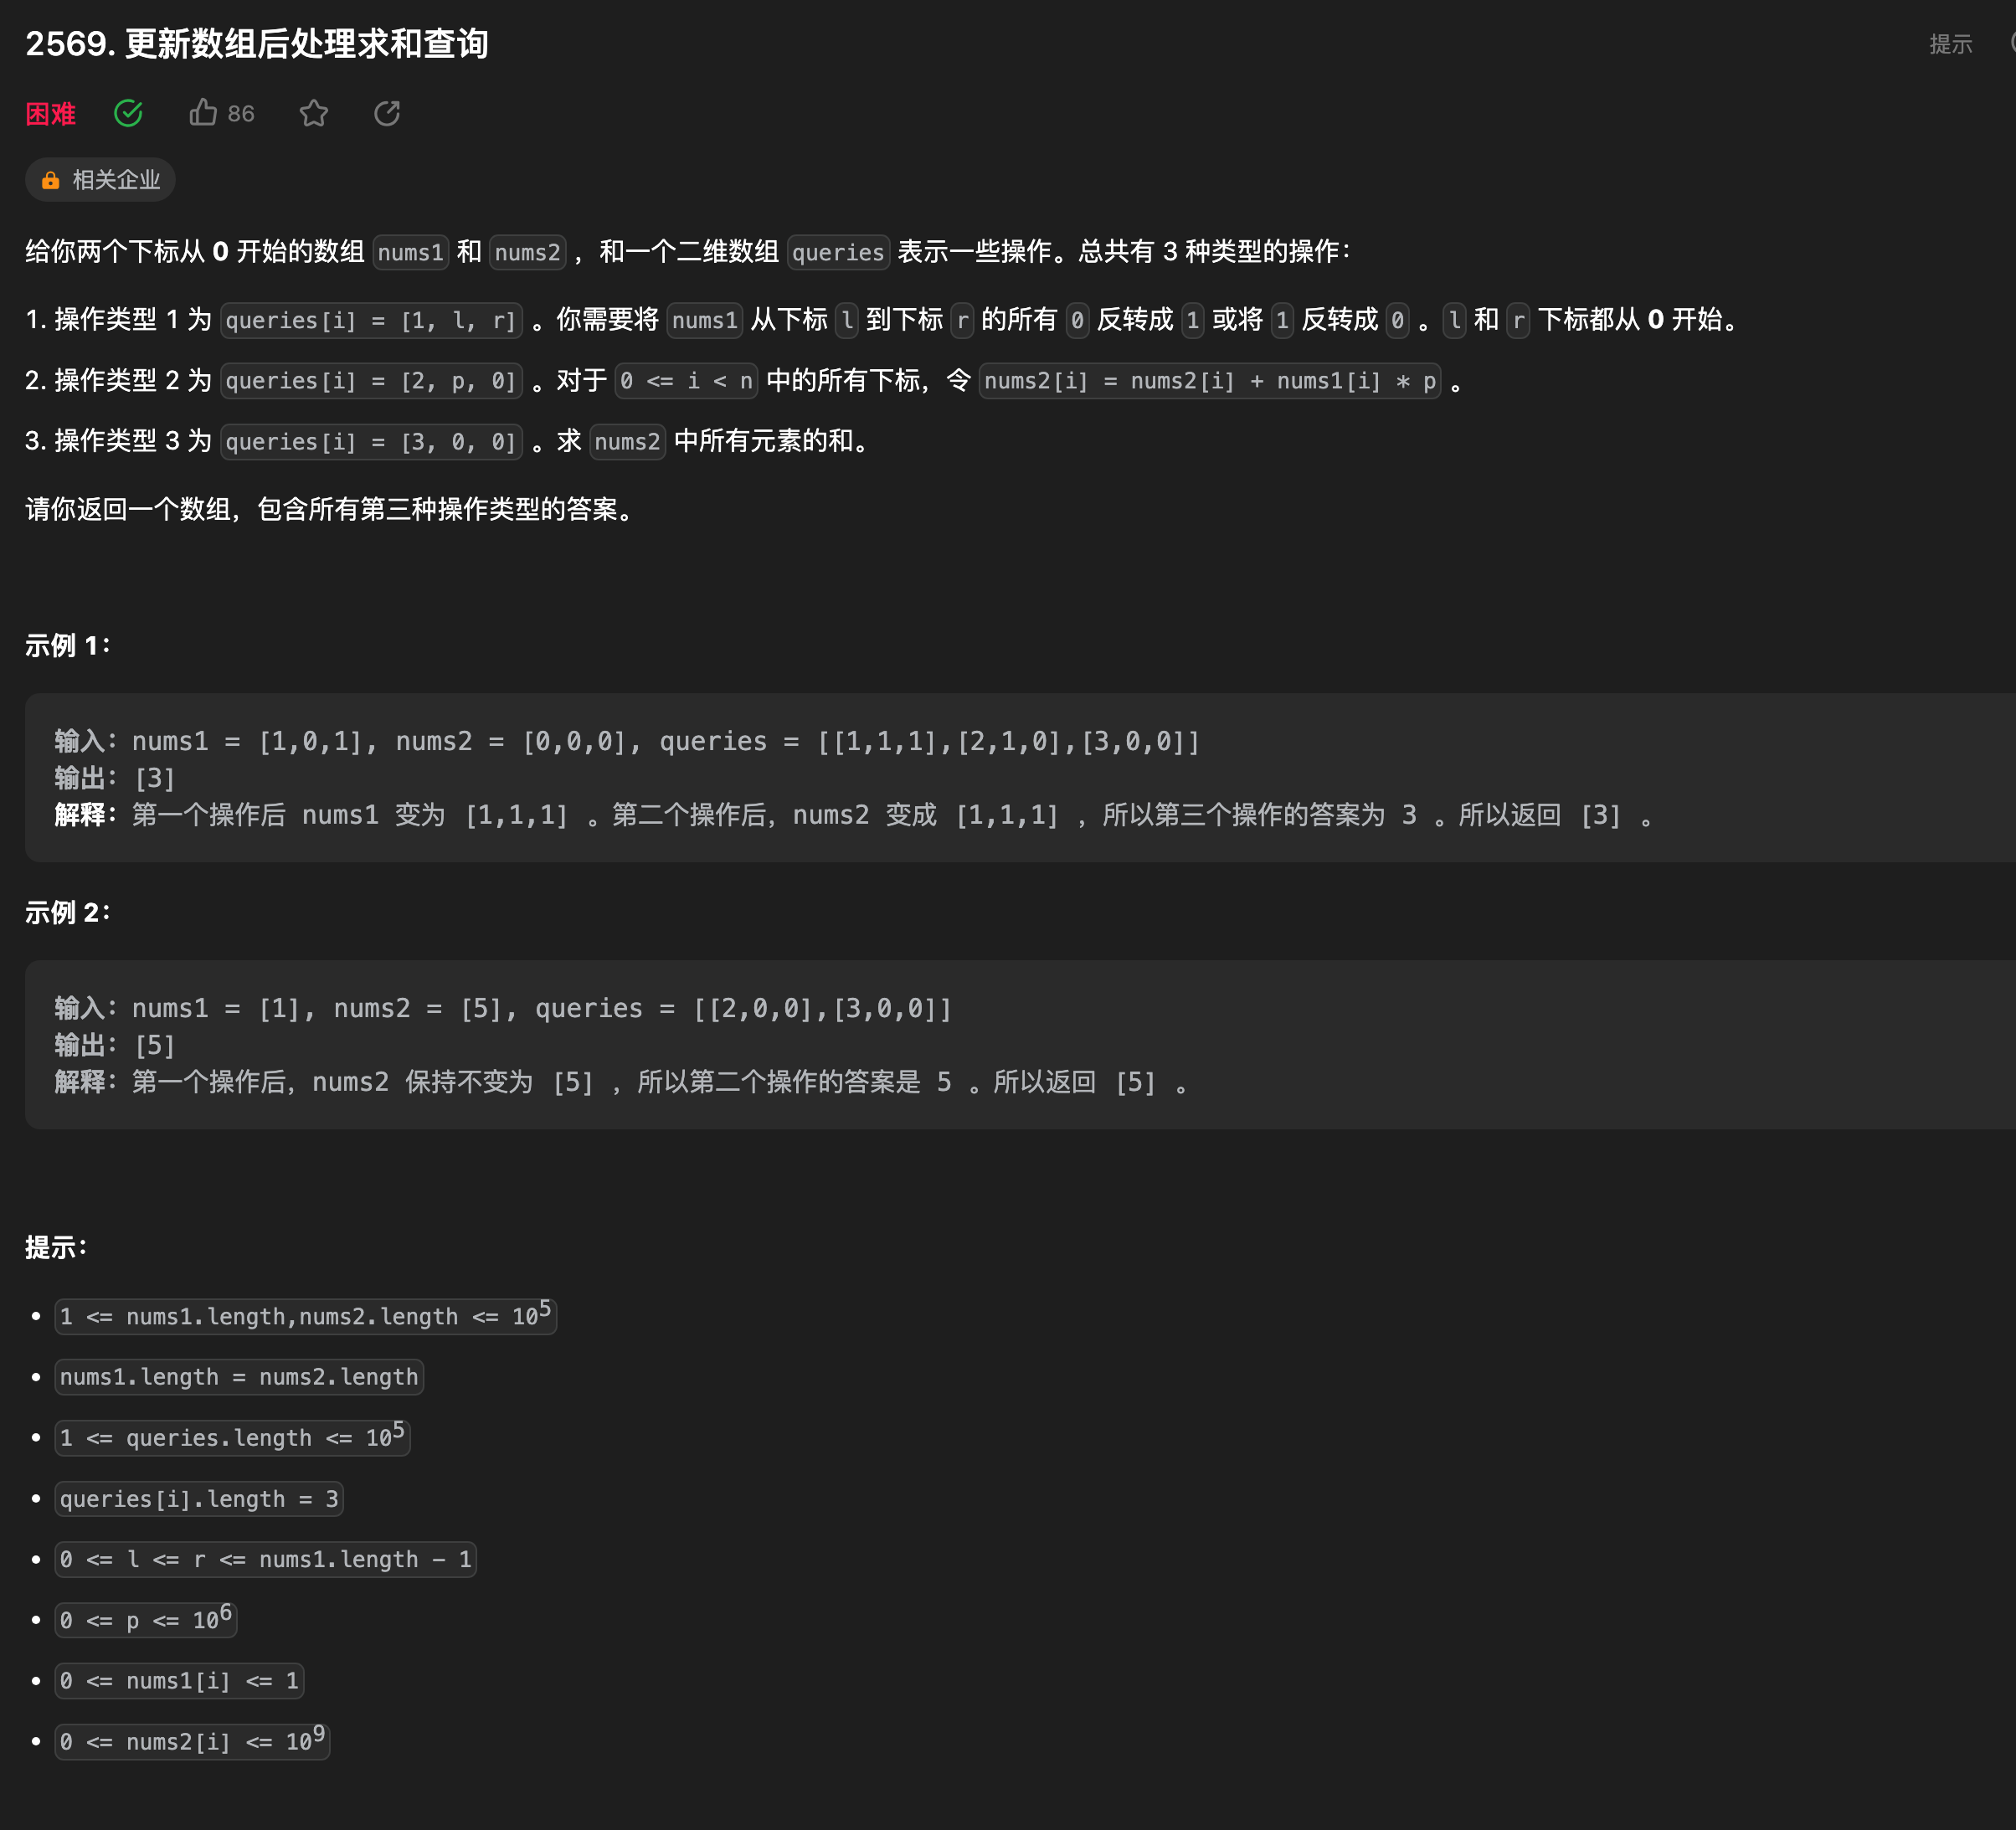 2569. 更新数组后处理求和查询
提示
困难
86
相关企业
给你两个下标从 0 开始的数组 nums1 和 nums2 ，和一个二维数组 queries 表示一些操作。总共有 3 种类型的操作：
1. 操作类型 1 为 queries[i] = [1, l, r] 。你需要将 nums1 从下标 l 到下标 r 的所有 0 反转成 1 或将 1 反转成 0 。l 和 r 下标都从 0 开始。
2. 操作类型 2 为 queries[i] = [2, p, 0] 。对于 0 <= i < n 中的所有下标，令 nums2[i] = nums2[i] + nums1[i] * p 。
3. 操作类型 3 为 queries[i] = [3, 0, 0] 。求 nums2 中所有元素的和。
请你返回一个数组，包含所有第三种操作类型的答案。
示例 1：
输入：nums1 = [1,0,1], nums2 = [0,0,0], queries = [[1,1,1],[2,1,0],[3,0,0]]
输出：[3]
解释：第一个操作后 nums1 变为 [1,1,1] 。第二个操作后，nums2 变成 [1,1,1] ，所以第三个操作的答案为 3 。所以返回 [3] 。
示例 2：
输入：nums1 = [1], nums2 = [5], queries = [[2,0,0],[3,0,0]]
输出：[5]
解释：第一个操作后，nums2 保持不变为 [5] ，所以第二个操作的答案是 5 。所以返回 [5] 。
提示：
1 <= nums1.length,nums2.length <= 10⁵
nums1.length = nums2.length
1 <= queries.length <= 10⁵
queries[i].length = 3
0 <= l <= r <= nums1.length - 1
0 <= p <= 10⁶
0 <= nums1[i] <= 1
0 <= nums2[i] <= 10⁹